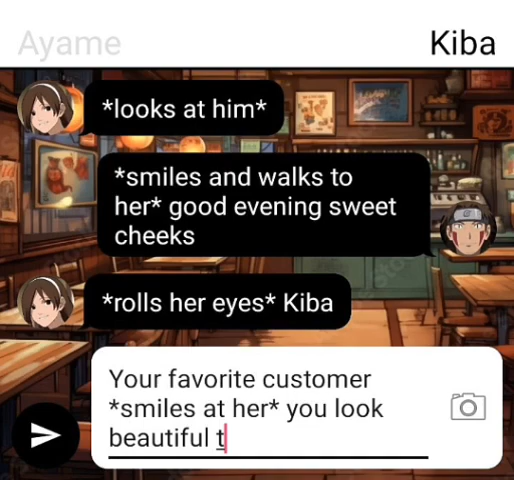 Ayame
Kiba
*looks at him*
*smiles and walks to
her* good evening sweet
cheeks
*rolls her eyes* Kiba
Your favorite customer
*smiles at her* you look
beautiful t